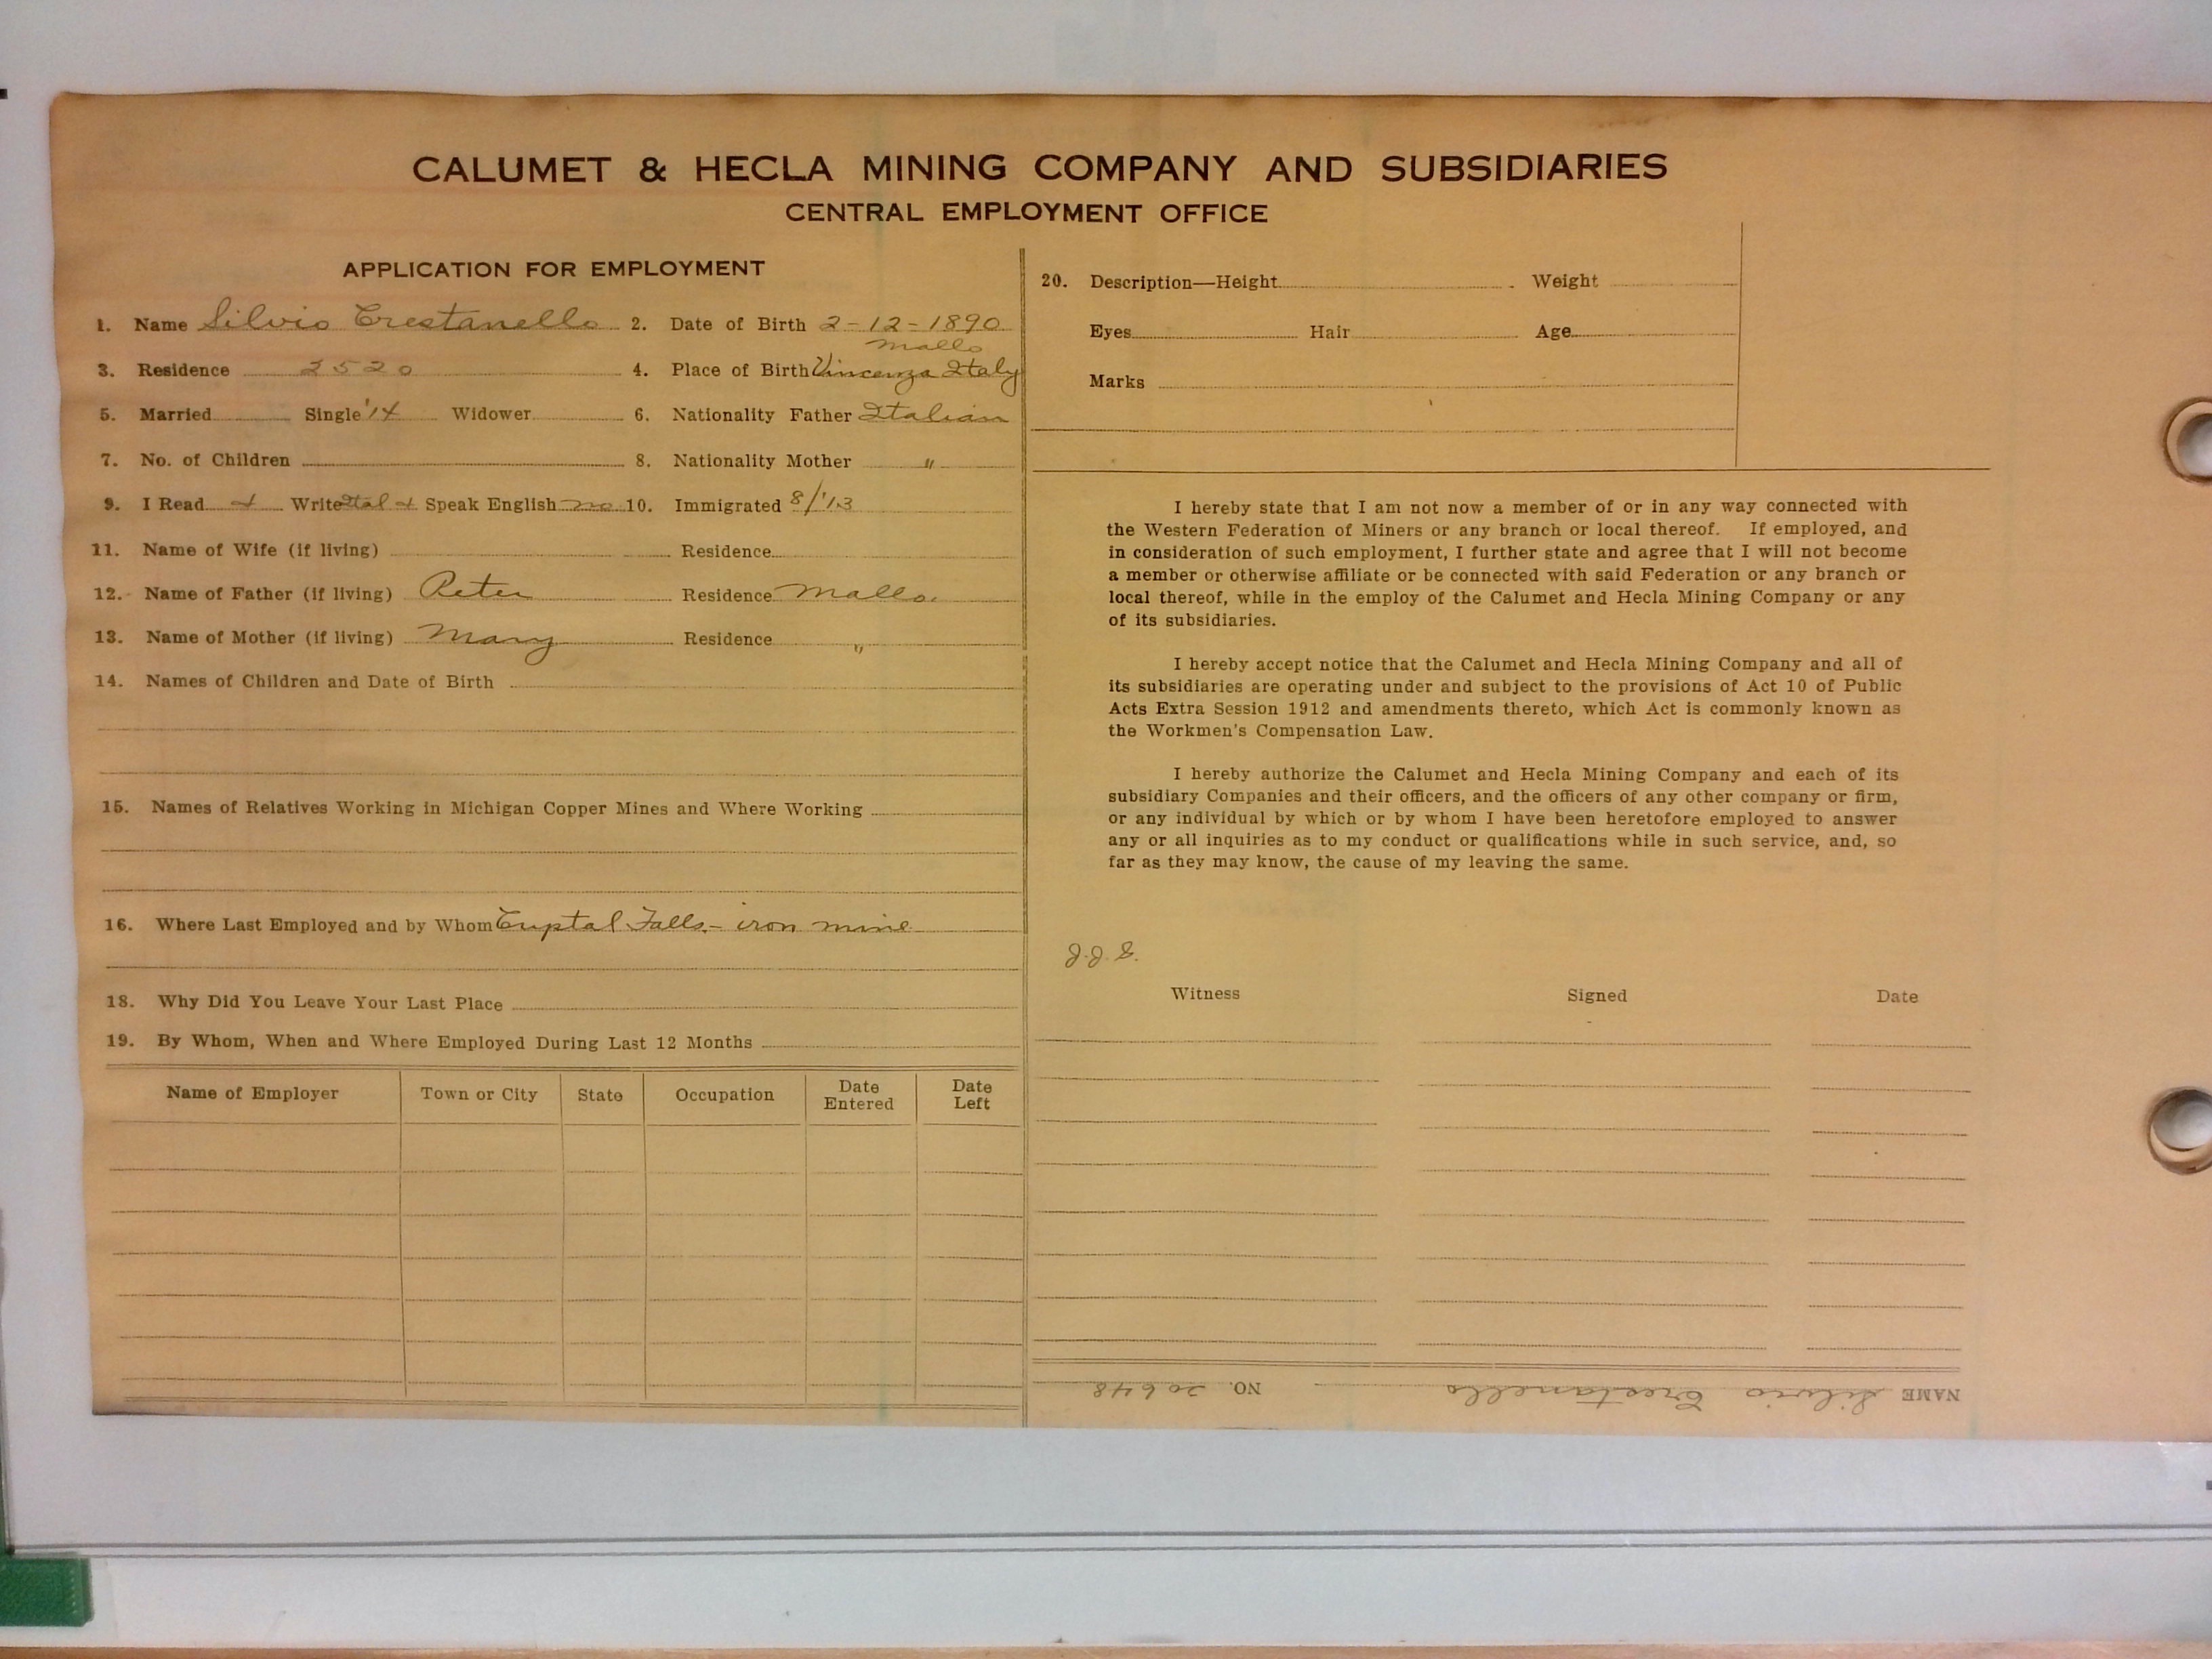 CALUMET & HECLA MINING COMPANY AND SUBSIDIARIES
CENTRAL EMPLOYMENT OFFICE
APPLICATION FOR EMPLOYMENT
1. Name Silvio Crestanello 2. Date of Birth 2-12-1890
Mallo
3. Residence 2520 4. Place of Birth Vincenza Italy
5. Married Single '14 Widower 6. Nationality Father Italian
7. No. of Children 8. Nationality Mother "
9. I Read & Write Ital & Speak English no 10. Immigrated 8/'13
11. Name of Wife (if living) Residence
12. Name of Father (if living) Peter Residence Mallo.
13. Name of Mother (if living) Mary Residence "
14. Names of Children and Date of Birth
15. Names of Relatives Working in Michigan Copper Mines and Where Working
16. Where Last Employed and by Whom Cryptal Falls - iron mine
18. Why Did You Leave Your Last Place
19. By Whom, When and Where Employed During Last 12 Months
Name of Employer Town or City State Occupation Date Entered Date Left
20. Description—Height Weight
Eyes Hair Age
Marks
I hereby state that I am not now a member of or in any way connected with
the Western Federation of Miners or any branch or local thereof. If employed, and
in consideration of such employment, I further state and agree that I will not become
a member or otherwise affiliate or be connected with said Federation or any branch or
local thereof, while in the employ of the Calumet and Hecla Mining Company or any
of its subsidiaries.
I hereby accept notice that the Calumet and Hecla Mining Company and all of
its subsidiaries are operating under and subject to the provisions of Act 10 of Public
Acts Extra Session 1912 and amendments thereto, which Act is commonly known as
the Workmen's Compensation Law.
I hereby authorize the Calumet and Hecla Mining Company and each of its
subsidiary Companies and their officers, and the officers of any other company or firm,
or any individual by which or by whom I have been heretofore employed to answer
any or all inquiries as to my conduct or qualifications while in such service, and, so
far as they may know, the cause of my leaving the same.
J.J.S.
Witness Signed Date
NAME Silvio Crestanello NO. 20648